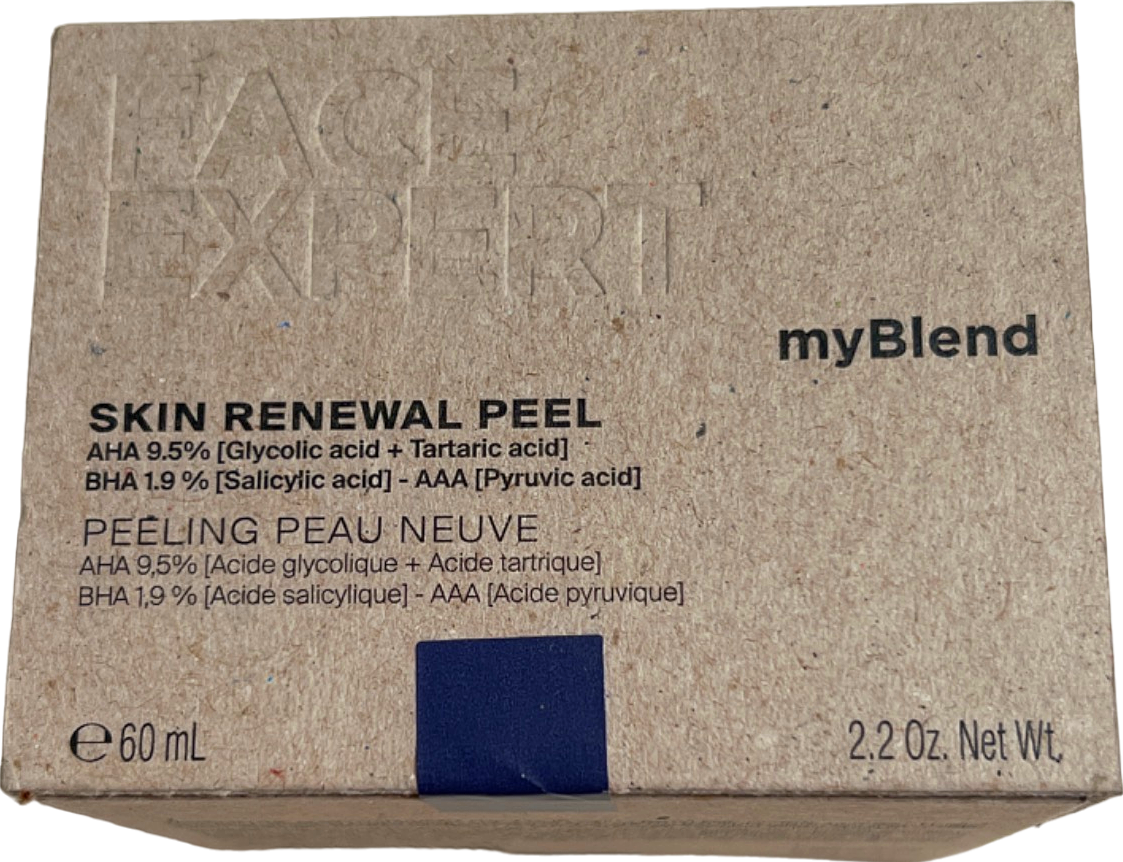 FACE
EXPERT
myBlend
SKIN RENEWAL PEEL
AHA 9.5% [Glycolic acid + Tartaric acid]
BHA 1.9 % [Salicylic acid] - AAA [Pyruvic acid]
PEELING PEAU NEUVE
AHA 9,5% [Acide glycolique + Acide tartrique]
BHA 1,9 % [Acide salicylique] - AAA [Acide pyruvique]
℮ 60 mL
2.2 Oz. Net Wt.